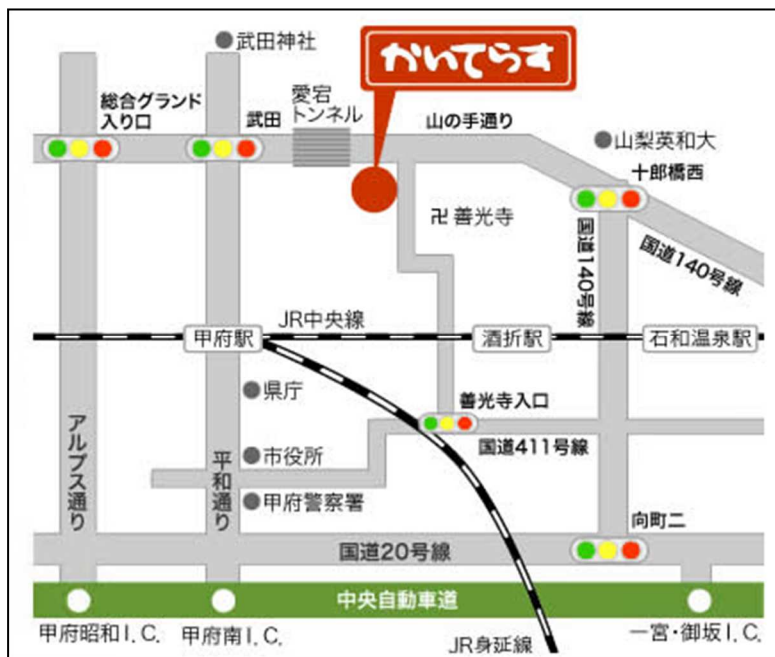 武田神社
かいてらす
総合グランド
入り口
武田
愛宕
トンネル
山の手通り
山梨英和大
十郎橋西
卍善光寺
国道140号線
国道140号線
JR中央線
甲府駅
酒折駅
石和温泉駅
県庁
善光寺入口
国道411号線
アルプス通り
平和通り
市役所
甲府警察署
向町二
国道20号線
中央自動車道
甲府昭和I.C.
甲府南I.C.
一宮・御坂I.C.
JR身延線